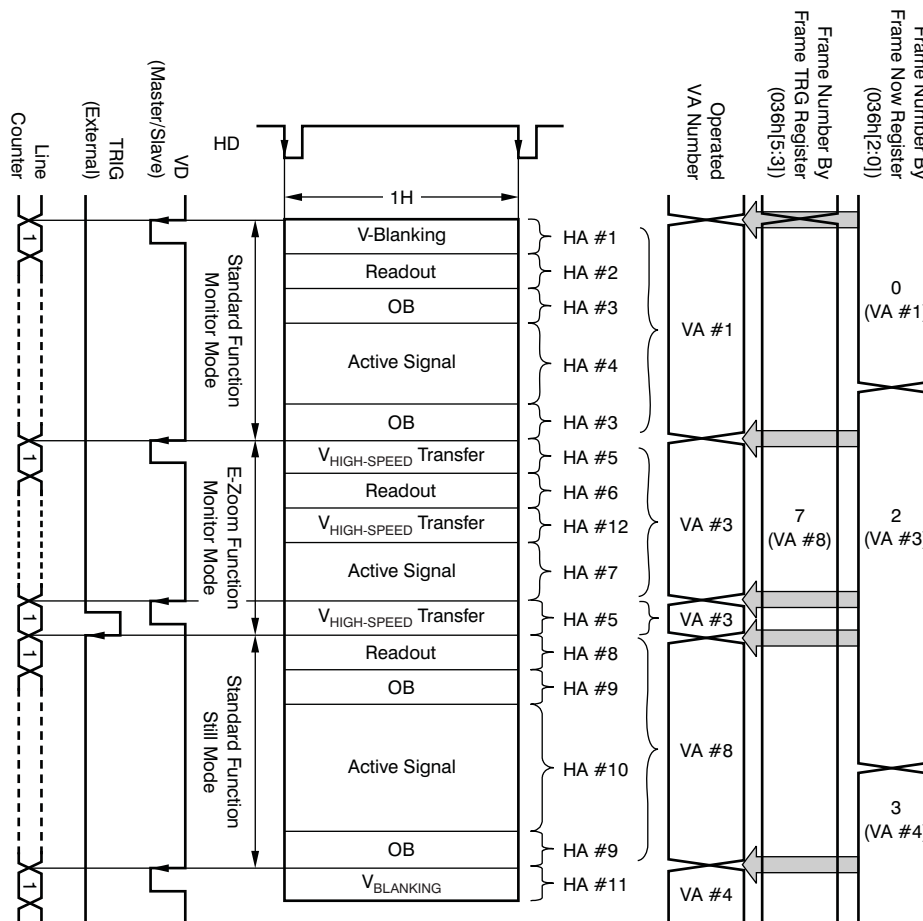 Line
Counter
TRIG
(External)
VD
(Master/Slave)
HD
1H
Operated
VA Number
Frame Number By
Frame TRG Register
(036h[5:3])
Frame Number By
Frame Now Register
(036h[2:0])
1
1
1
1
1
Standard Function
Monitor Mode
E-Zoom Function
Monitor Mode
Standard Function
Still Mode
V-Blanking
Readout
OB
Active Signal
OB
VHIGH-SPEED Transfer
Readout
VHIGH-SPEED Transfer
Active Signal
VHIGH-SPEED Transfer
Readout
OB
Active Signal
OB
VBLANKING
HA #1
HA #2
HA #3
HA #4
HA #3
HA #5
HA #6
HA #12
HA #7
HA #5
HA #8
HA #9
HA #10
HA #9
HA #11
VA #1
VA #3
VA #3
VA #8
VA #4
7
(VA #8)
0
(VA #1)
2
(VA #3)
3
(VA #4)